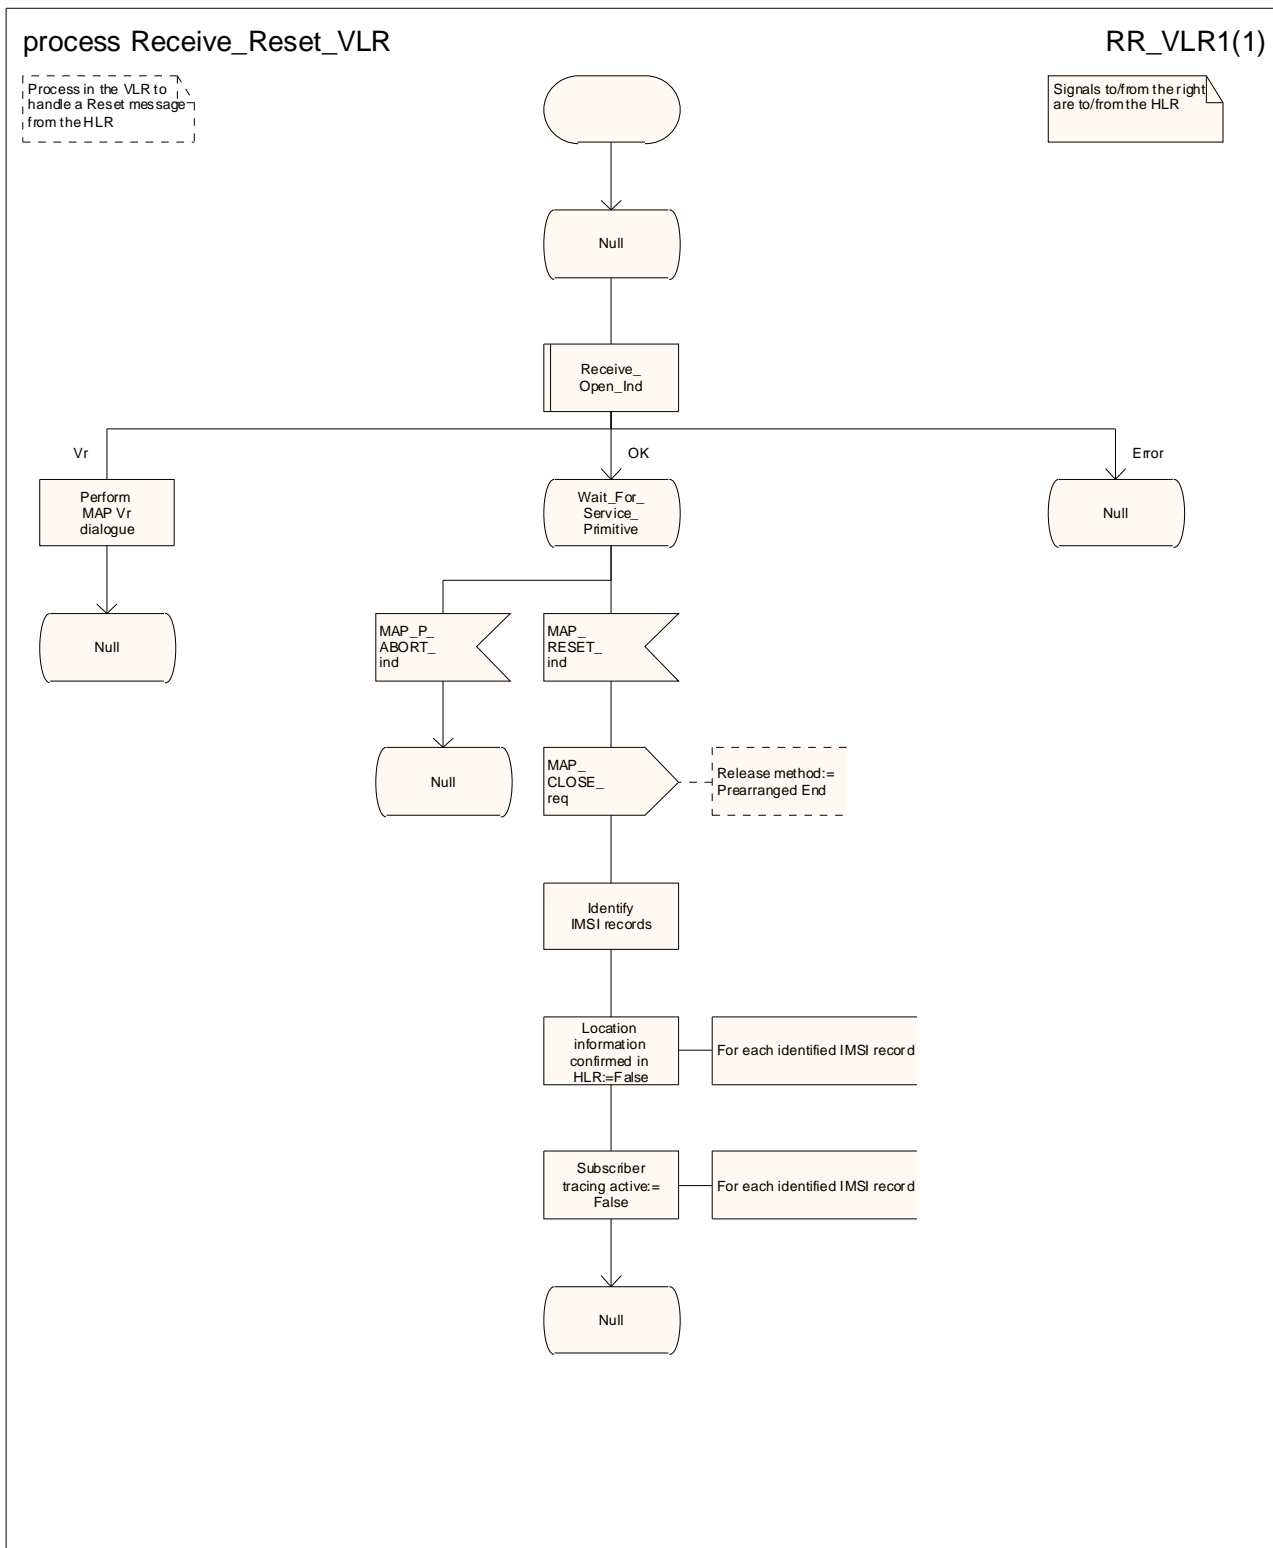 process Receive_Reset_VLR
RR_VLR1(1)
Process in the VLR to
handle a Reset message
from the HLR
Signals to/from the right
are to/from the HLR
Null
Receive_
Open_Ind
Vr
OK
Error
Perform
MAP Vr
dialogue
Wait_For_
Service_
Primitive
Null
Null
MAP_P_
ABORT_
ind
MAP_
RESET_
ind
Null
MAP_
CLOSE_
req
Release method:=
Prearranged End
Identify
IMSI records
Location
information
confirmed in
HLR:=False
For each identified IMSI record
Subscriber
tracing active:=
False
For each identified IMSI record
Null